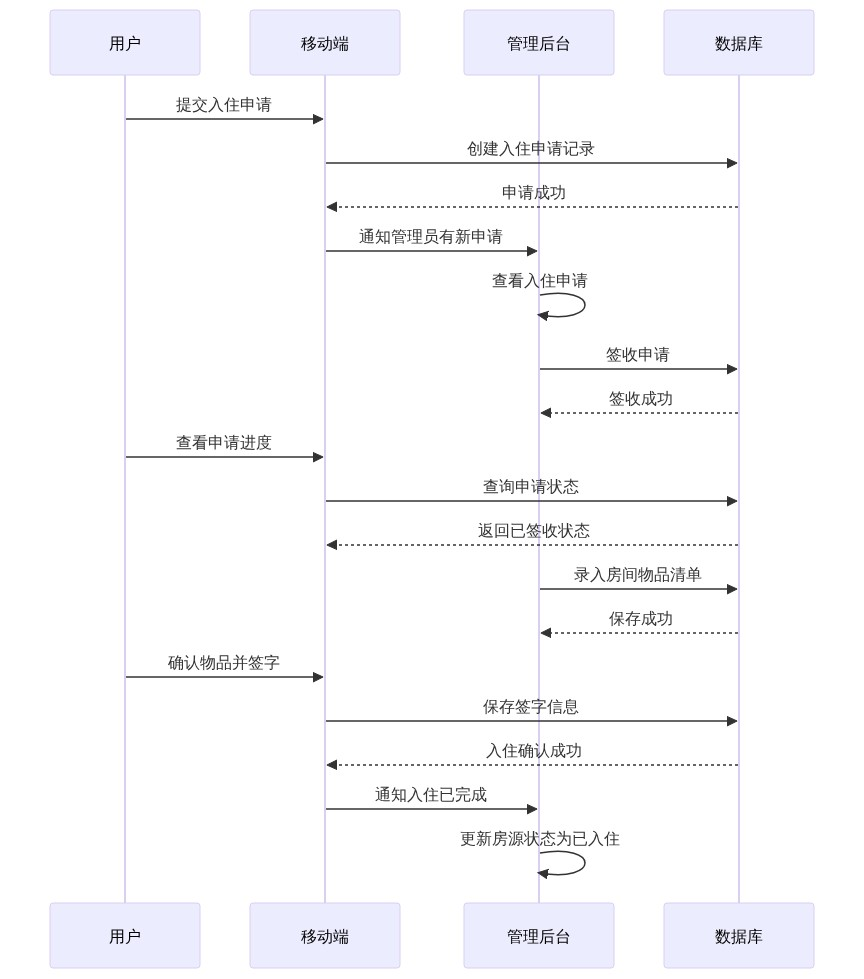 用户
移动端
管理后台
数据库
提交入住申请
创建入住申请记录
申请成功
通知管理员有新申请
查看入住申请
签收申请
签收成功
查看申请进度
查询申请状态
返回已签收状态
录入房间物品清单
保存成功
确认物品并签字
保存签字信息
入住确认成功
通知入住已完成
更新房源状态为已入住
用户
移动端
管理后台
数据库